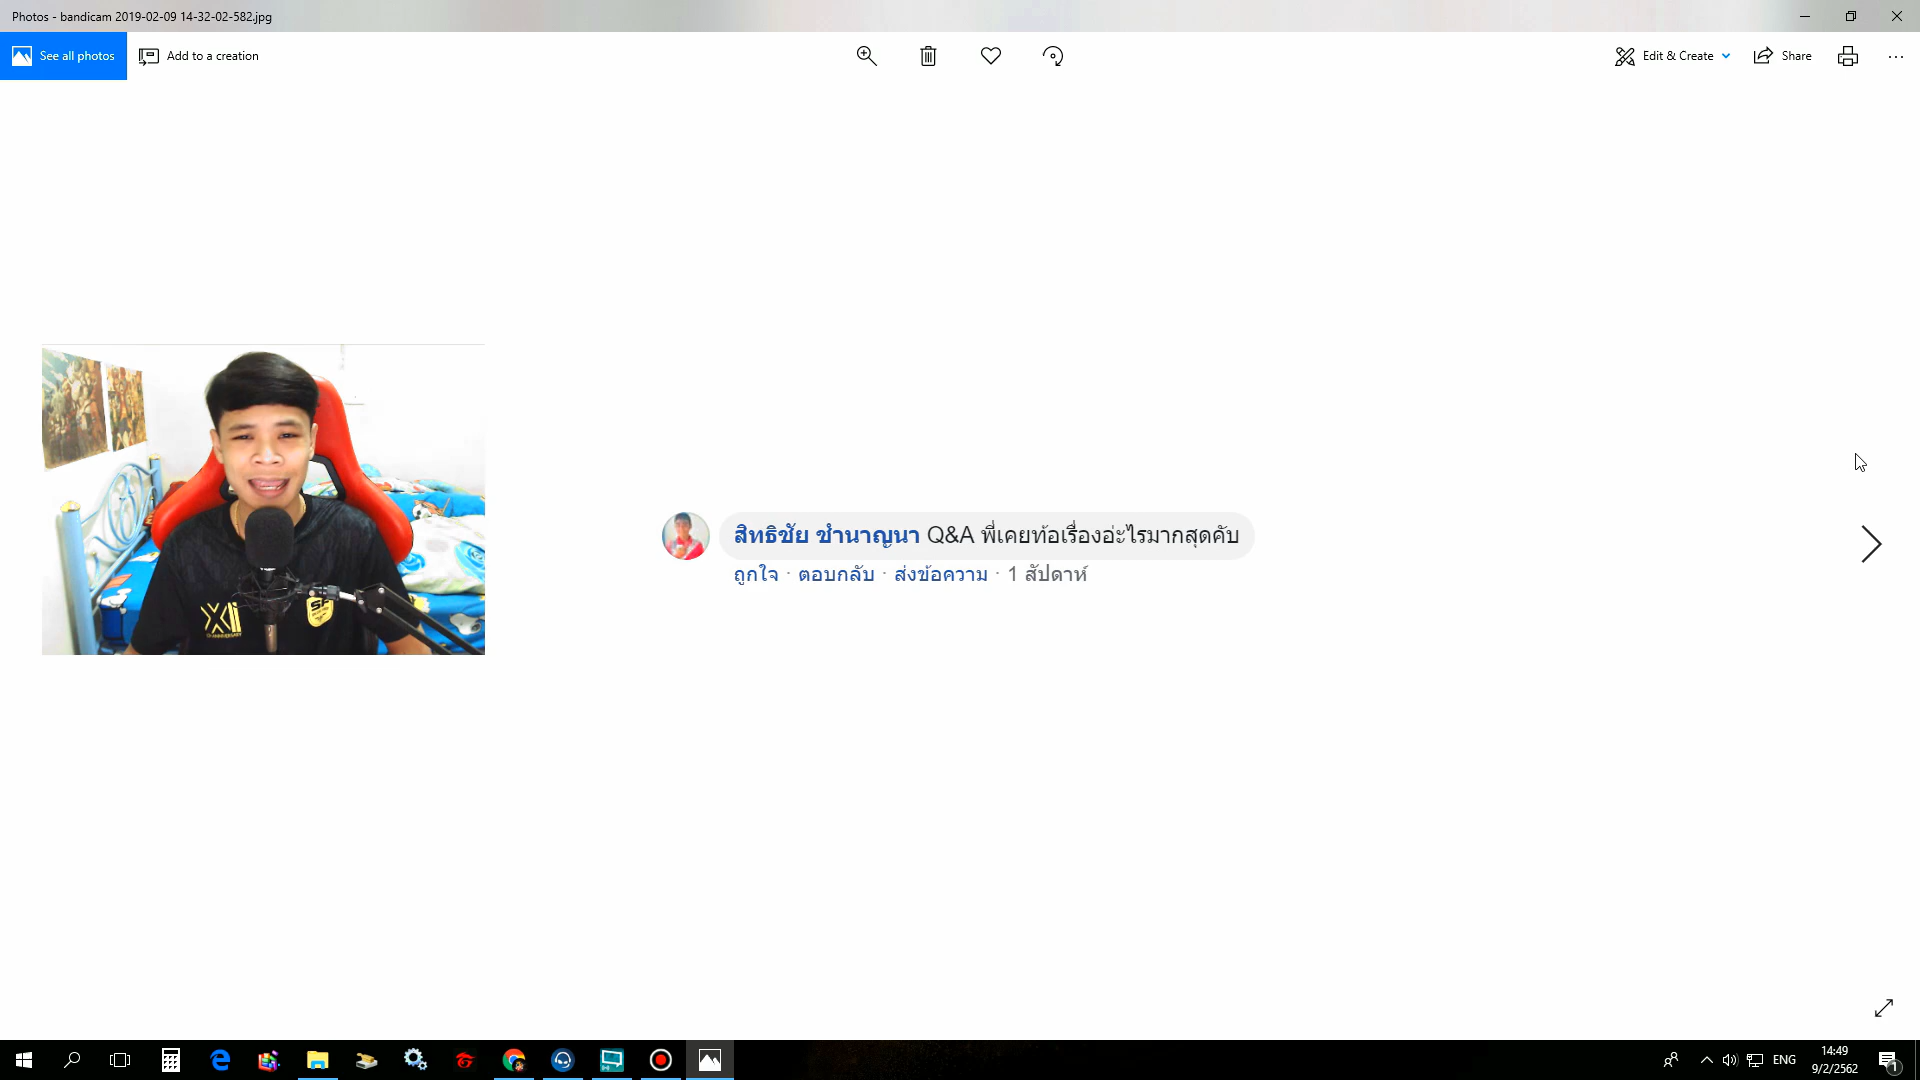 Photos - bandicam 2019-02-09 14-32-02-582.jpg
See all photos
Add to a creation
Edit & Create
Share
สิทธิชัย ชำนาญนา Q&A พี่เคยท้อเรื่องอ่ะไรมากสุดคับ
ถูกใจ · ตอบกลับ · ส่งข้อความ · 1 สัปดาห์
XI
SF
ENG
14:49
9/2/2562
1